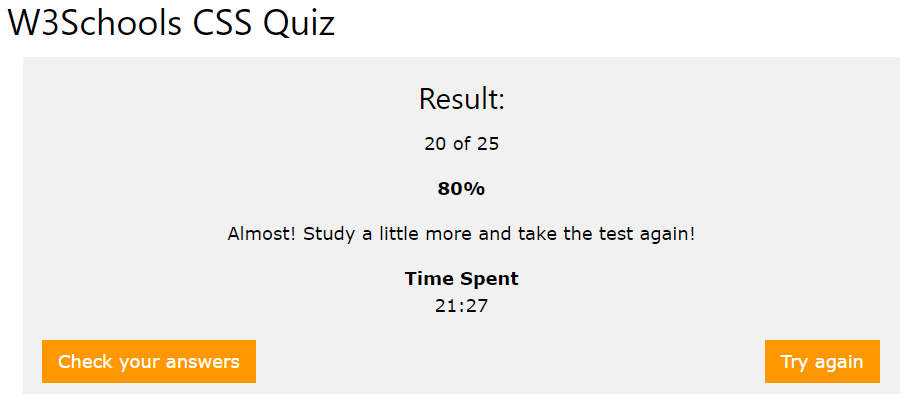 W3Schools CSS Quiz
Result:
20 of 25
80%
Almost! Study a little more and take the test again!
Time Spent
21:27
Check your answers
Try again